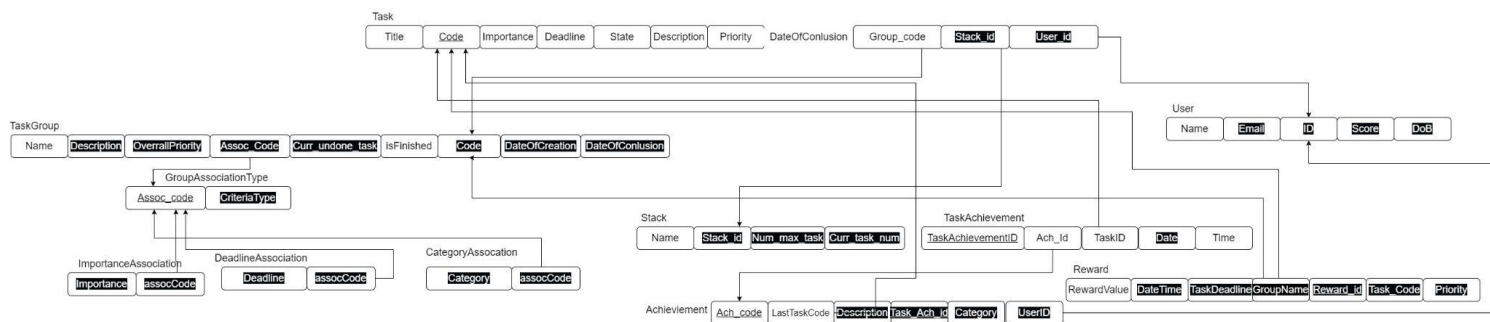 Task
Title Code Importance Deadline State Description Priority DateOfConlusion Group_code Stack_id User_id
User
Name Email ID Score DoB
TaskGroup
Name Description OverrallPriority Assoc_Code Curr_undone_task isFinished Code DateOfCreation DateOfConlusion
GroupAssociationType
Assoc_code CriteriaType
Stack
Name Stack_id Num_max_task Curr_task_num
TaskAchievement
TaskAchievementID Ach_Id TaskID Date Time
ImportanceAssociation
Importance assocCode
DeadlineAssociation
Deadline assocCode
CategoryAssocation
Category assocCode
Reward
RewardValue DateTime TaskDeadline GroupName Reward_id Task_Code Priority
Achieviement
Ach_code LastTaskCode Description Task_Ach_id Category UserID